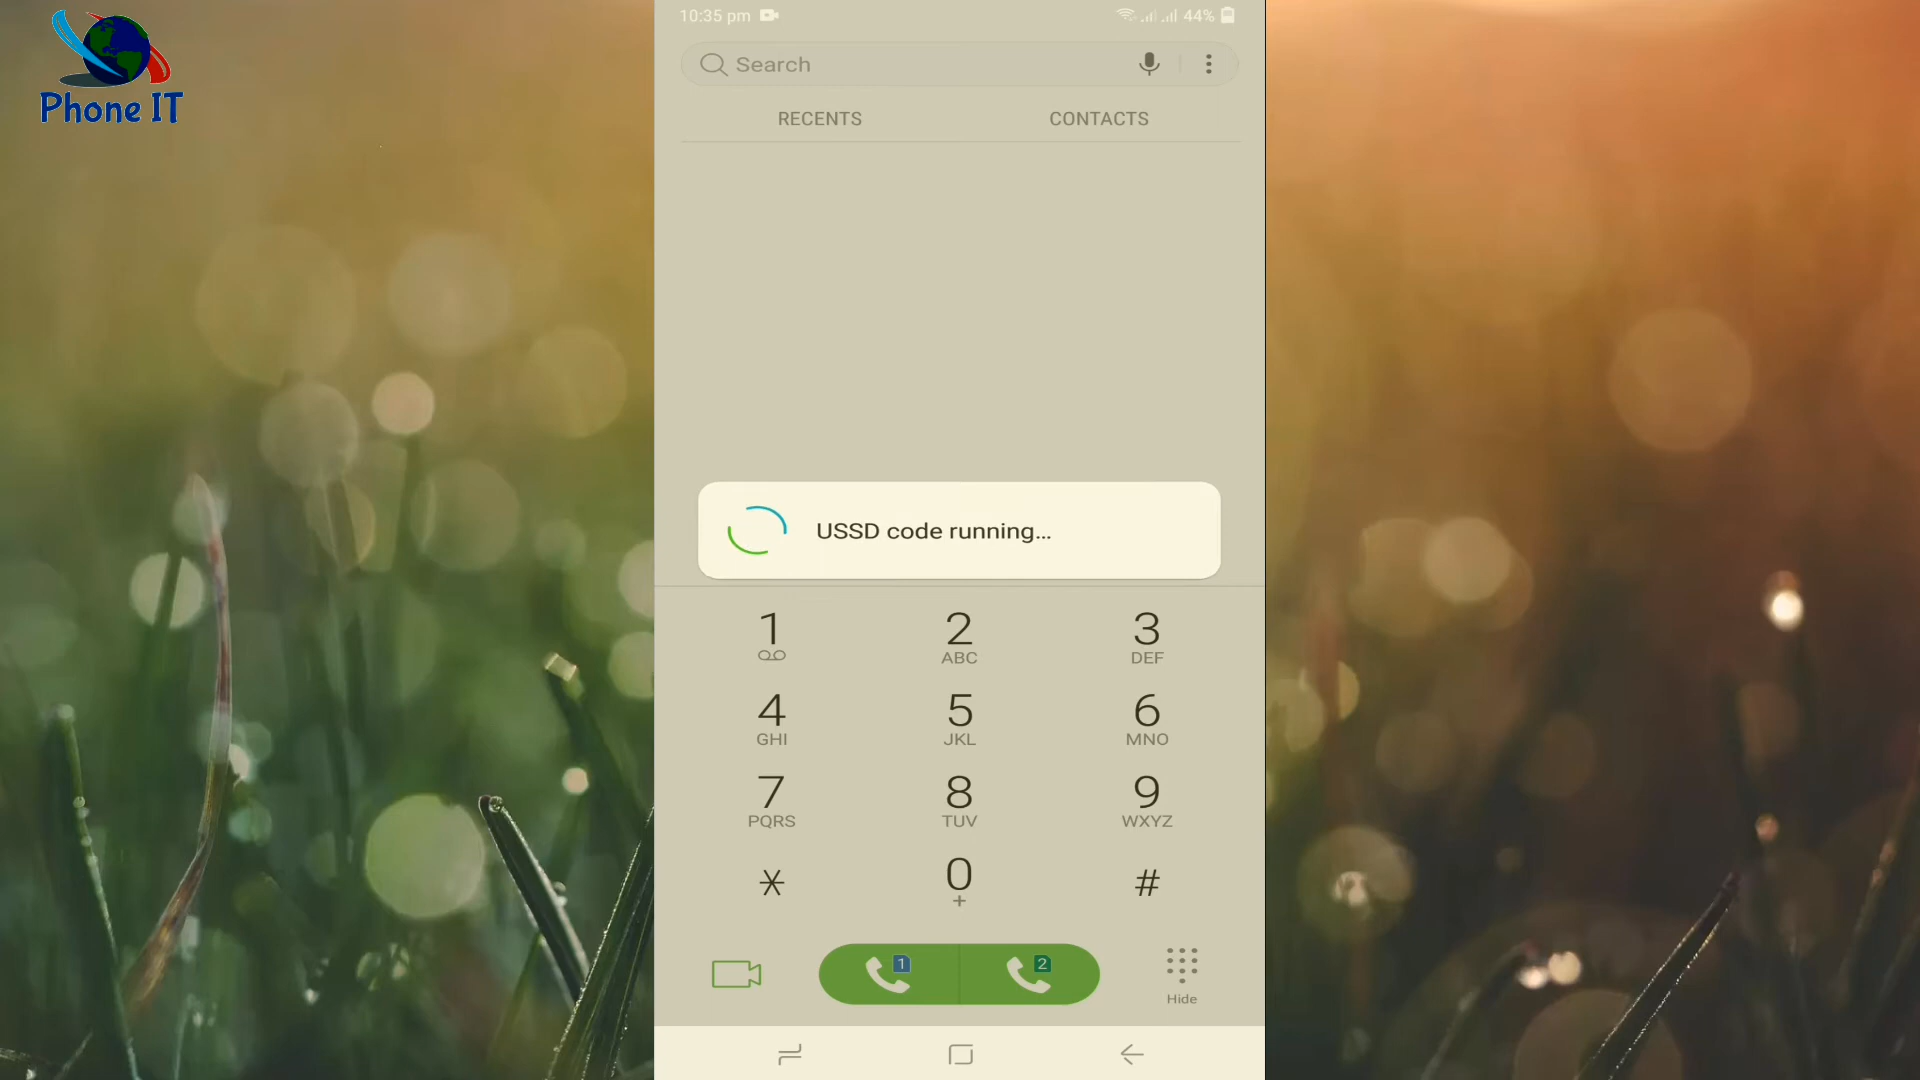 Phone IT
10:35 pm
44%
Search
RECENTS
CONTACTS
USSD code running...
1
2
ABC
3
DEF
4
GHI
5
JKL
6
MNO
7
PQRS
8
TUV
9
WXYZ
*
0
+
#
1
2
Hide